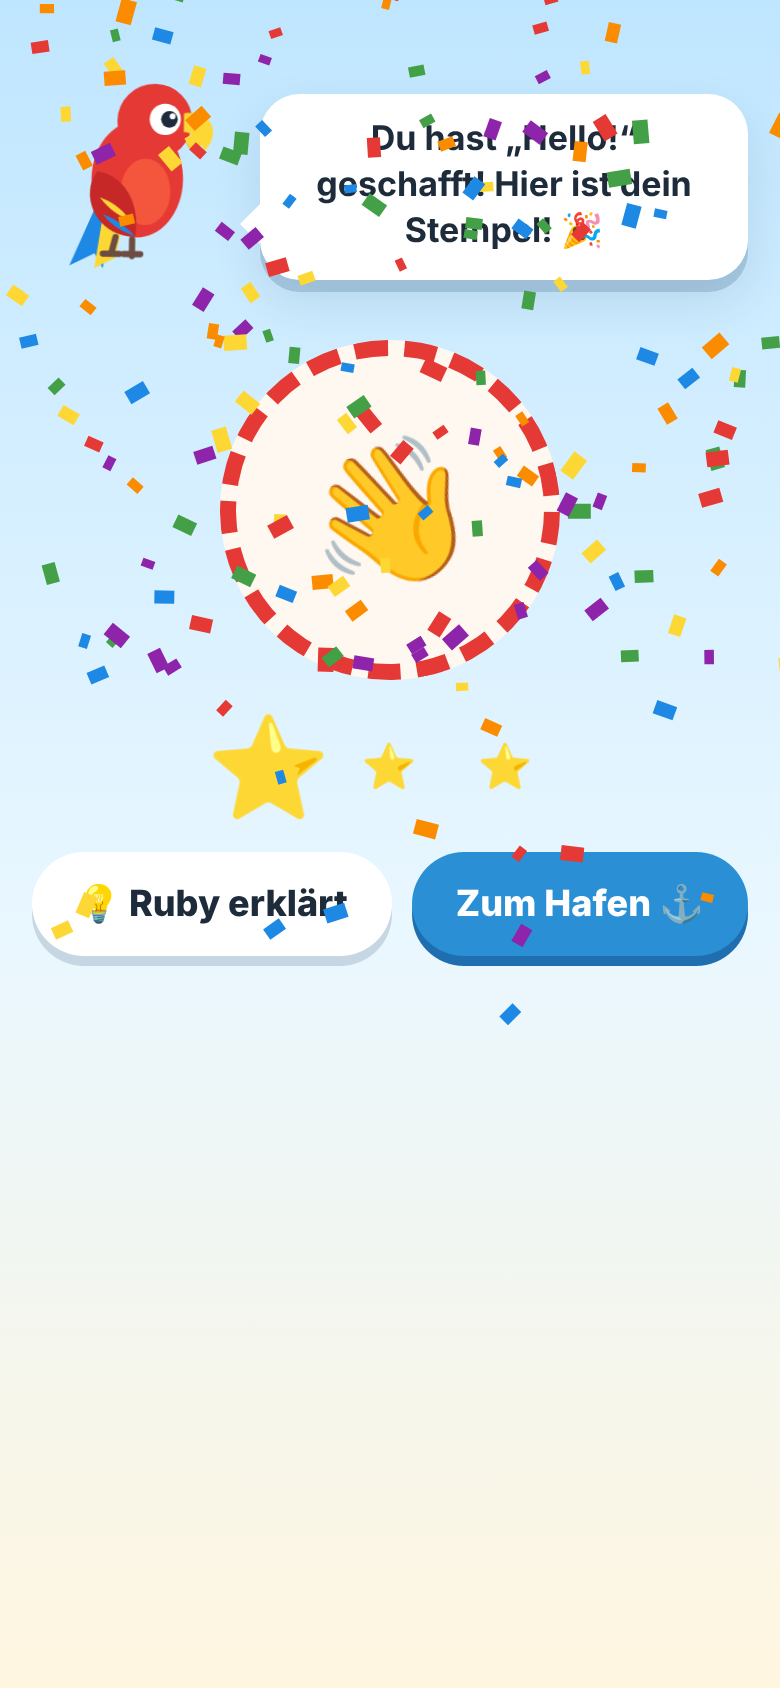 Du hast „Hello!“
geschafft! Hier ist dein
Stempel! 🎉
💡 Ruby erklärt
Zum Hafen ⚓